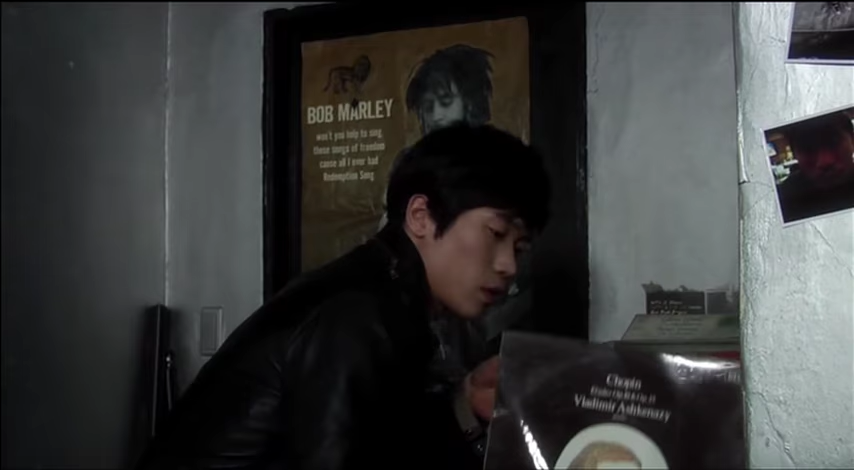 BOB MARLEY
won't you help to sing,
these songs of freedom
cause all I ever had
Redemption Song
Chopin
Vladimir Ashkenazy